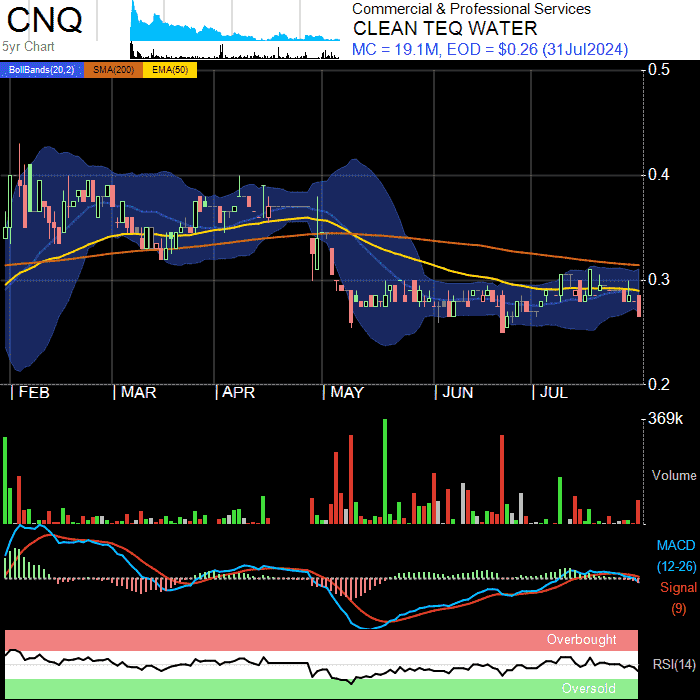 CNQ
5yr Chart
Commercial & Professional Services
CLEAN TEQ WATER
MC = 19.1M, EOD = $0.26 (31Jul2024)
BollBands(20,2) SMA(200) EMA(50)
0.5
0.4
0.3
0.2
FEB MAR APR MAY JUN JUL
369k
Volume
MACD
(12-26)
Signal
(9)
Overbought
RSI(14)
Oversold